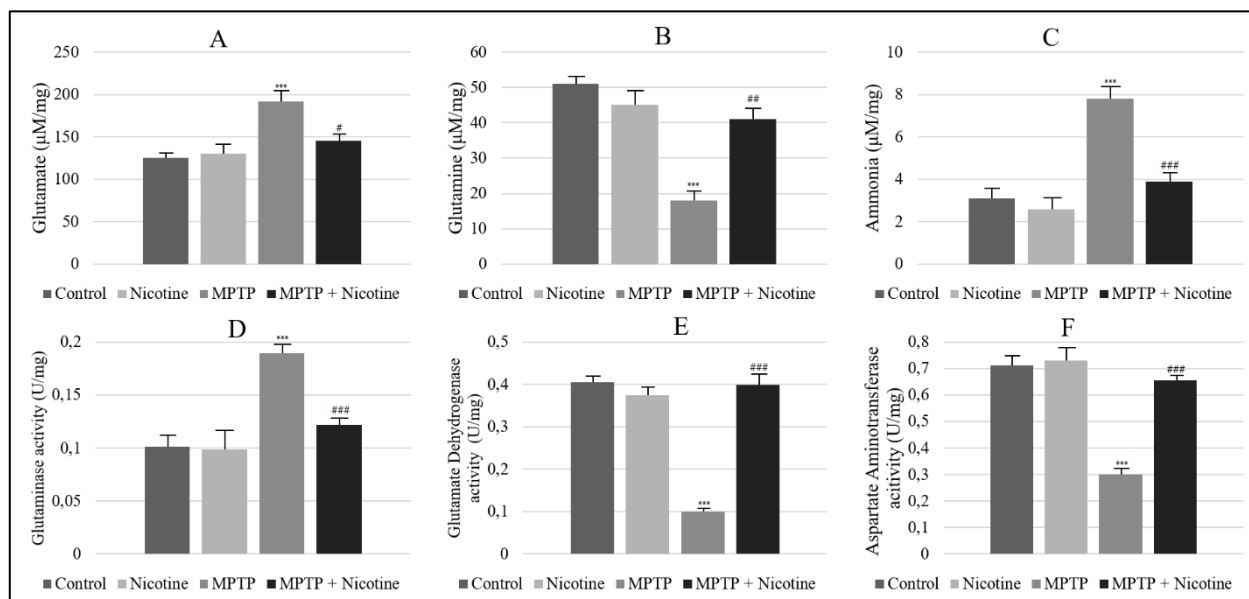 A
Glutamate (µM/mg)
250
200
150
100
50
0
***
#
■ Control ■ Nicotine ■ MPTP ■ MPTP + Nicotine
B
Glutamine (µM/mg)
60
50
40
30
20
10
0
***
##
■ Control ■ Nicotine ■ MPTP ■ MPTP + Nicotine
C
Ammonia (µM/mg)
10
8
6
4
2
0
***
###
■ Control ■ Nicotine ■ MPTP ■ MPTP + Nicotine
D
Glutaminase activity (U/mg)
0,2
0,15
0,1
0,05
0
***
###
■ Control ■ Nicotine ■ MPTP ■ MPTP + Nicotine
E
Glutamate Dehydrogenase
activity (U/mg)
0,5
0,4
0,3
0,2
0,1
0
***
###
■ Control ■ Nicotine ■ MPTP ■ MPTP + Nicotine
F
Aspartate Aminotransferase
acitivity (U/mg)
0,8
0,7
0,6
0,5
0,4
0,3
0,2
0,1
0
***
###
■ Control ■ Nicotine ■ MPTP ■ MPTP + Nicotine